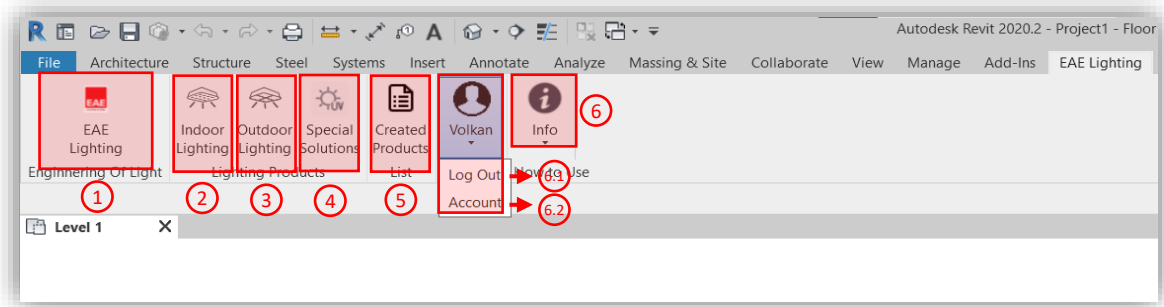 Autodesk Revit 2020.2 - Project1 - Floor
File Architecture Structure Steel Systems Insert Annotate Analyze Massing & Site Collaborate View Manage Add-Ins EAE Lighting
EAE
UV
6
EAE Indoor Outdoor Special Created Volkan Info
Lighting Lighting Lighting Solutions Products
Enginnering Of Light Lighting Products List How to Use
1 2 3 4 5
Log Out 6.1
Account 6.2
Level 1 X